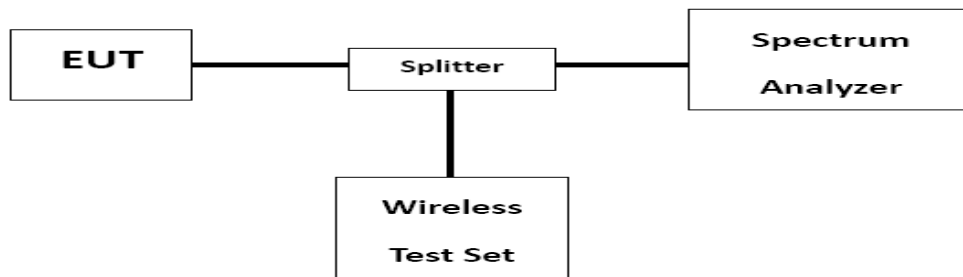 EUT
Splitter
Spectrum
Analyzer
Wireless
Test Set